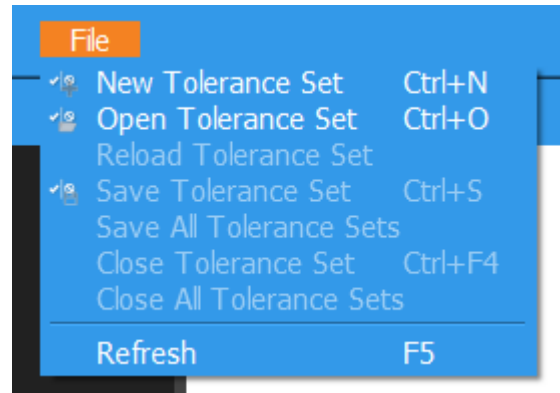 File
New Tolerance Set Ctrl+N
Open Tolerance Set Ctrl+O
Reload Tolerance Set
Save Tolerance Set Ctrl+S
Save All Tolerance Sets
Close Tolerance Set Ctrl+F4
Close All Tolerance Sets
Refresh F5